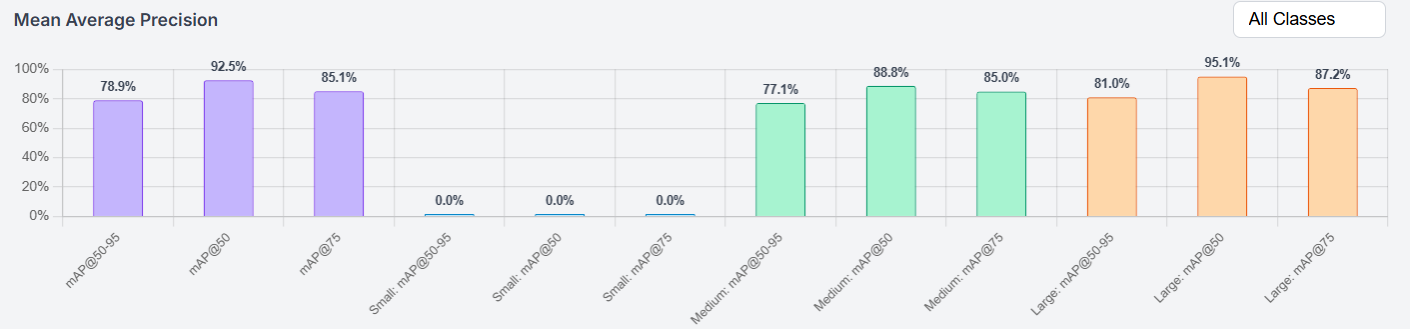 Mean Average Precision
All Classes
100%
80%
60%
40%
20%
0%
78.9%
92.5%
85.1%
0.0%
0.0%
0.0%
77.1%
88.8%
85.0%
81.0%
95.1%
87.2%
mAP@50-95
mAP@50
mAP@75
Small: mAP@50-95
Small: mAP@50
Small: mAP@75
Medium: mAP@50-95
Medium: mAP@50
Medium: mAP@75
Large: mAP@50-95
Large: mAP@50
Large: mAP@75